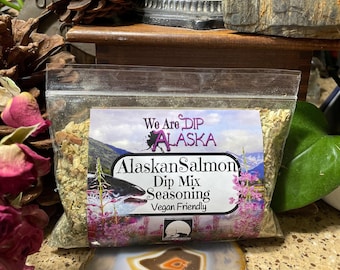 We Are DIP
ALASKA
Alaskan Salmon
Dip Mix
Seasoning
Vegan Friendly